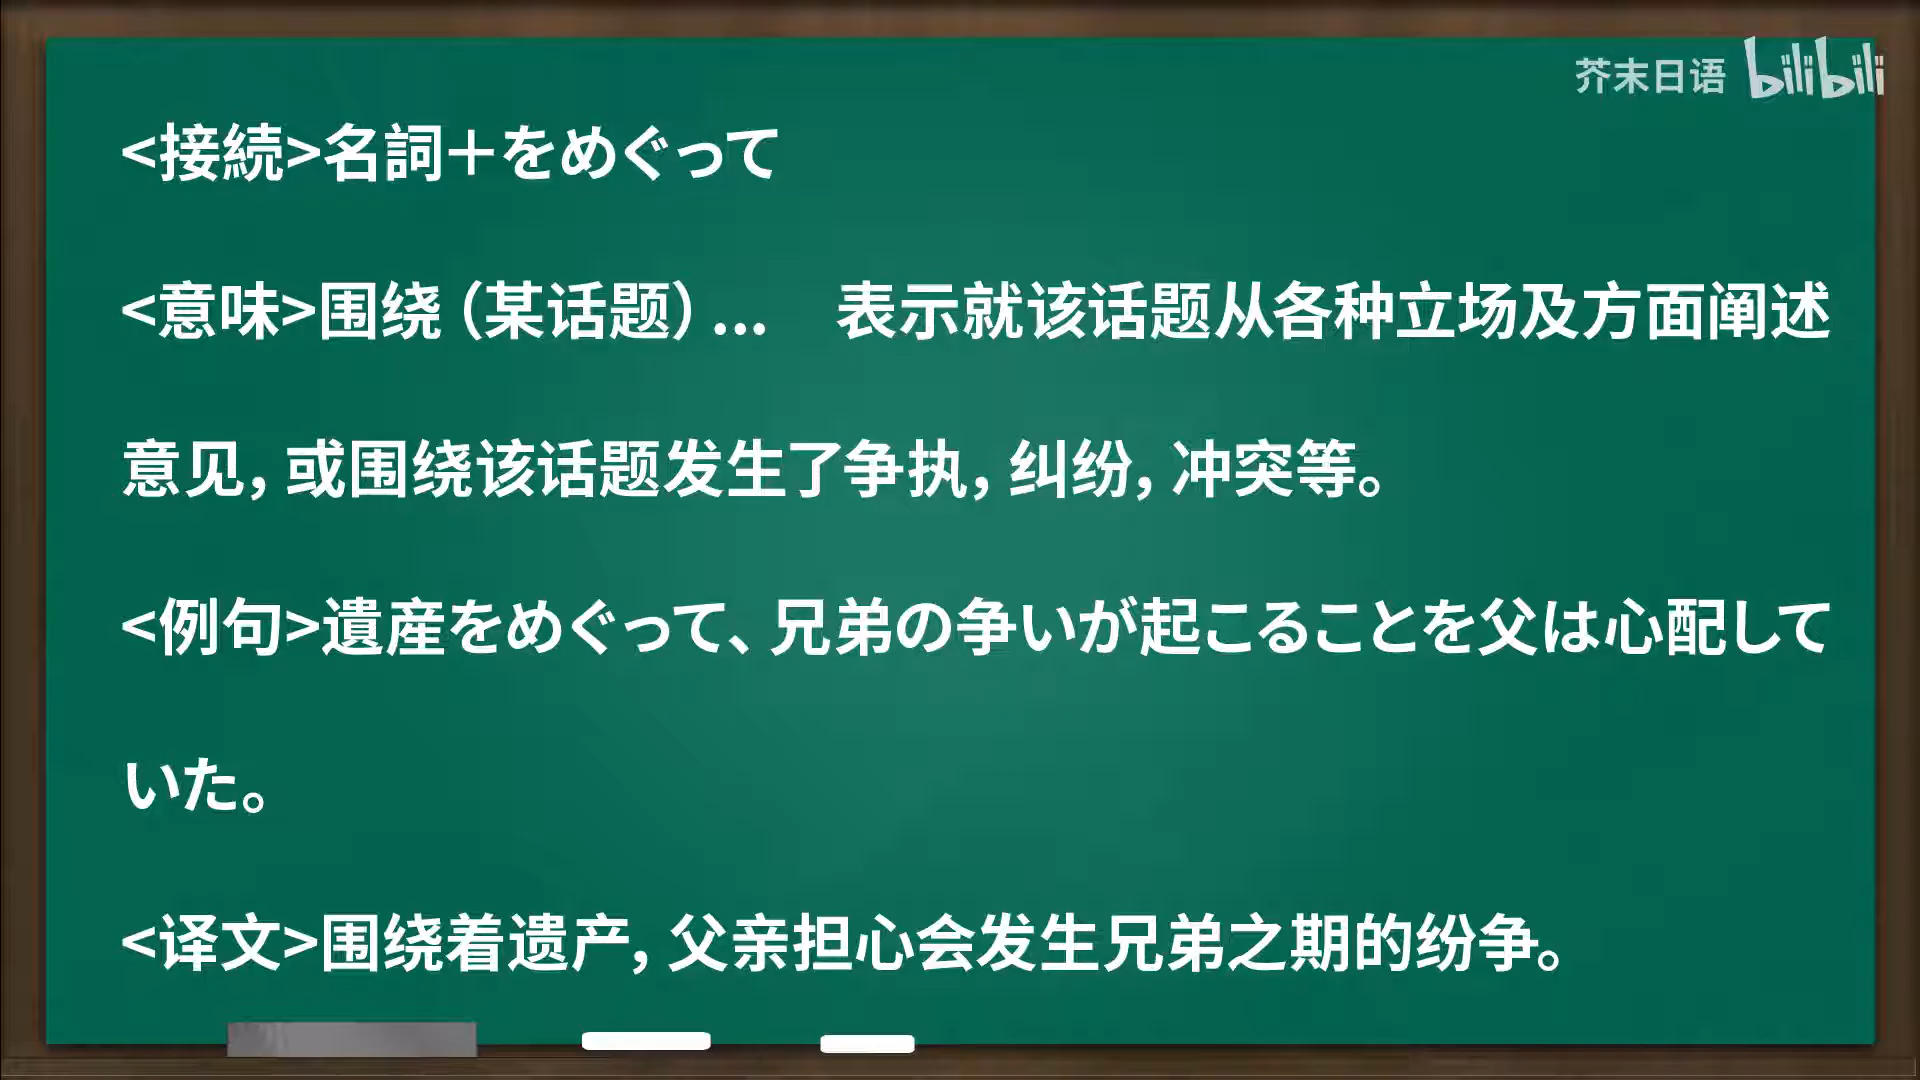 芥末日语 bilibili
<接続>名詞＋をめぐって
<意味>围绕（某话题）... 表示就该话题从各种立场及方面阐述
意见，或围绕该话题发生了争执，纠纷，冲突等。
<例句>遺産をめぐって、兄弟の争いが起こることを父は心配して
いた。
<译文>围绕着遗产，父亲担心会发生兄弟之期的纷争。